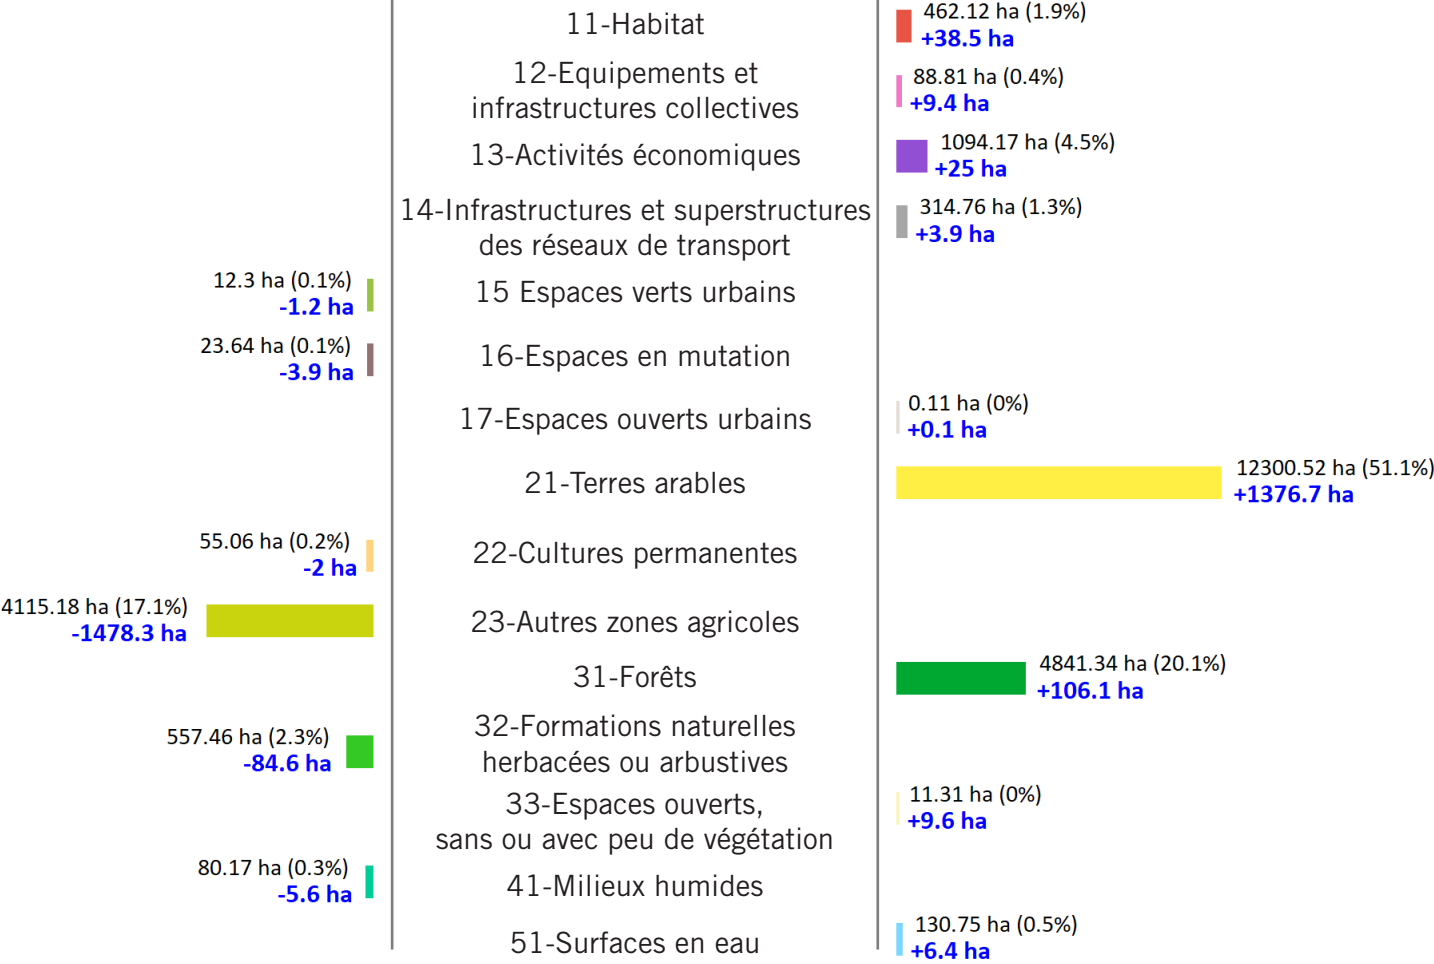 11-Habitat
462.12 ha (1.9%)
+38.5 ha
12-Equipements et
infrastructures collectives
88.81 ha (0.4%)
+9.4 ha
13-Activités économiques
1094.17 ha (4.5%)
+25 ha
14-Infrastructures et superstructures
des réseaux de transport
314.76 ha (1.3%)
+3.9 ha
12.3 ha (0.1%)
-1.2 ha
15 Espaces verts urbains
23.64 ha (0.1%)
-3.9 ha
16-Espaces en mutation
17-Espaces ouverts urbains
0.11 ha (0%)
+0.1 ha
21-Terres arables
12300.52 ha (51.1%)
+1376.7 ha
55.06 ha (0.2%)
-2 ha
22-Cultures permanentes
4115.18 ha (17.1%)
-1478.3 ha
23-Autres zones agricoles
31-Forêts
4841.34 ha (20.1%)
+106.1 ha
557.46 ha (2.3%)
-84.6 ha
32-Formations naturelles
herbacées ou arbustives
33-Espaces ouverts,
sans ou avec peu de végétation
11.31 ha (0%)
+9.6 ha
80.17 ha (0.3%)
-5.6 ha
41-Milieux humides
51-Surfaces en eau
130.75 ha (0.5%)
+6.4 ha